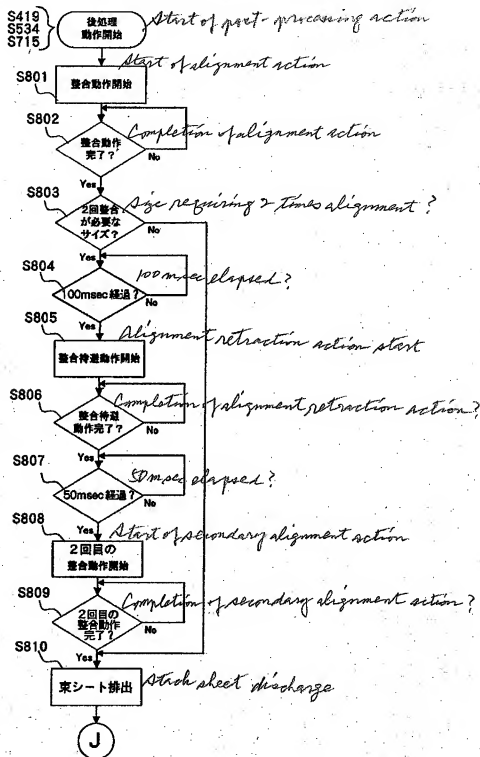 S419
S534
S715
後処理
動作開始
Start of post-processing action
S801
Start of alignment action
整合動作開始
S802
Completion of alignment action
整合動作
完了？
No
Yes
S803
Size requiring 2 times alignment?
2回整合
が必要な
サイズ？
No
Yes
S804
100msec elapsed?
100msec経過？
No
Yes
S805
Alignment retraction action start
整合待避動作開始
S806
Completion of alignment retraction action?
整合待避
動作完了？
No
Yes
S807
50msec elapsed?
50msec経過？
No
Yes
S808
Start of secondary alignment action
2回目の
整合動作開始
S809
Completion of secondary alignment action?
2回目の
整合動作
完了？
No
Yes
S810
束シート排出
Stack sheet discharge
J